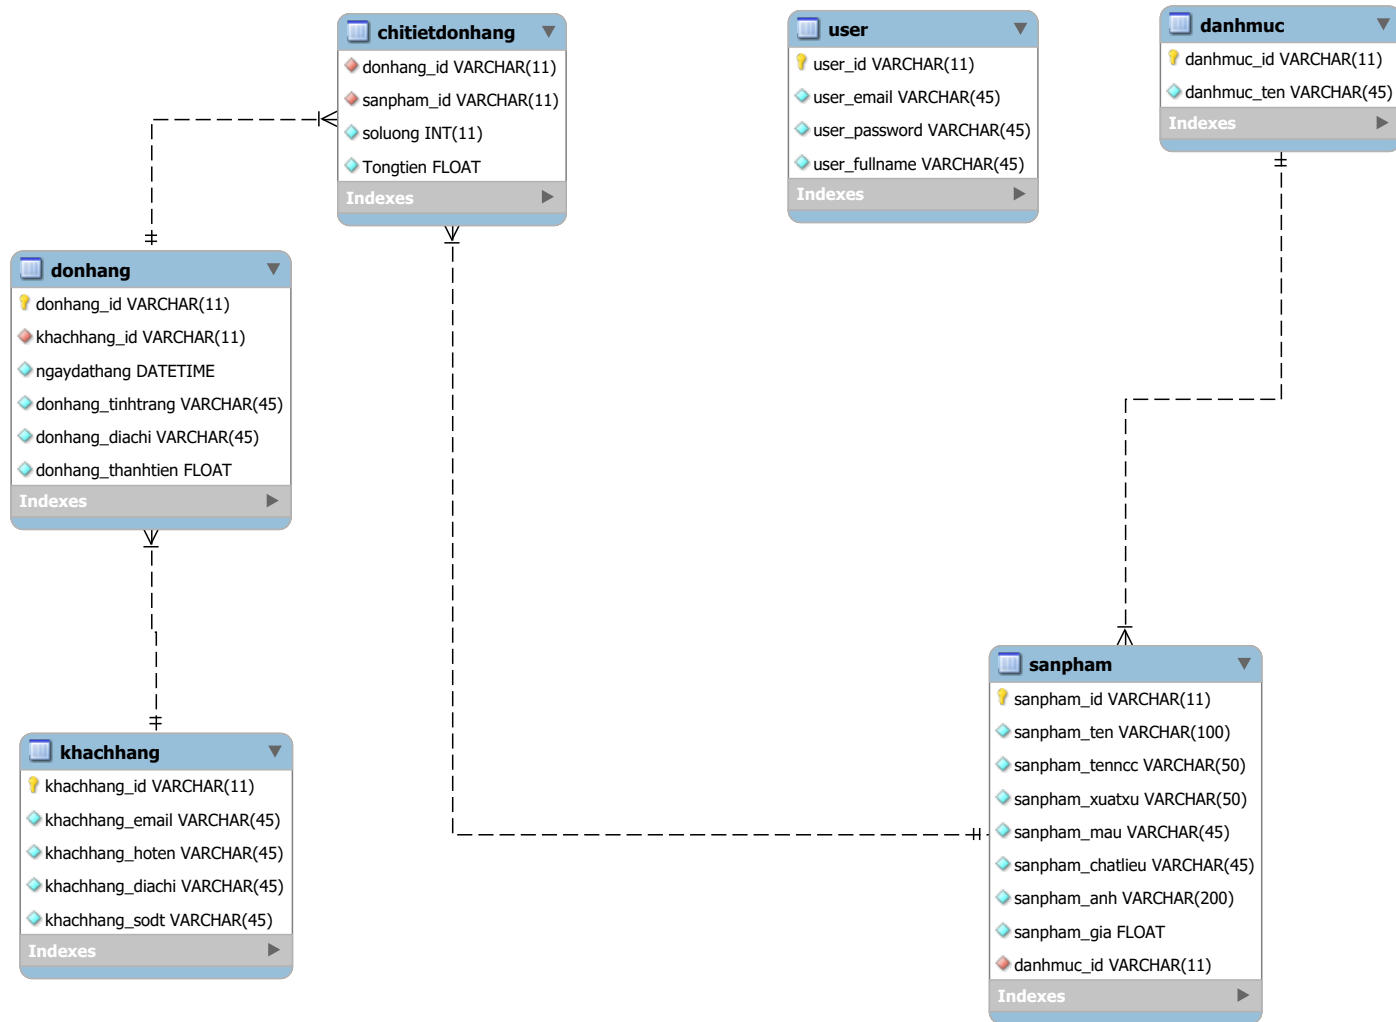 chitietdonhang
donhang_id VARCHAR(11)
sanpham_id VARCHAR(11)
soluong INT(11)
Tongtien FLOAT
Indexes
user
user_id VARCHAR(11)
user_email VARCHAR(45)
user_password VARCHAR(45)
user_fullname VARCHAR(45)
Indexes
danhmuc
danhmuc_id VARCHAR(11)
danhmuc_ten VARCHAR(45)
Indexes
donhang
donhang_id VARCHAR(11)
khachhang_id VARCHAR(11)
ngaydathang DATETIME
donhang_tinhtrang VARCHAR(45)
donhang_diachi VARCHAR(45)
donhang_thanhtien FLOAT
Indexes
khachhang
khachhang_id VARCHAR(11)
khachhang_email VARCHAR(45)
khachhang_hoten VARCHAR(45)
khachhang_diachi VARCHAR(45)
khachhang_sodt VARCHAR(45)
Indexes
sanpham
sanpham_id VARCHAR(11)
sanpham_ten VARCHAR(100)
sanpham_tenncc VARCHAR(50)
sanpham_xuatxu VARCHAR(50)
sanpham_mau VARCHAR(45)
sanpham_chatlieu VARCHAR(45)
sanpham_anh VARCHAR(200)
sanpham_gia FLOAT
danhmuc_id VARCHAR(11)
Indexes